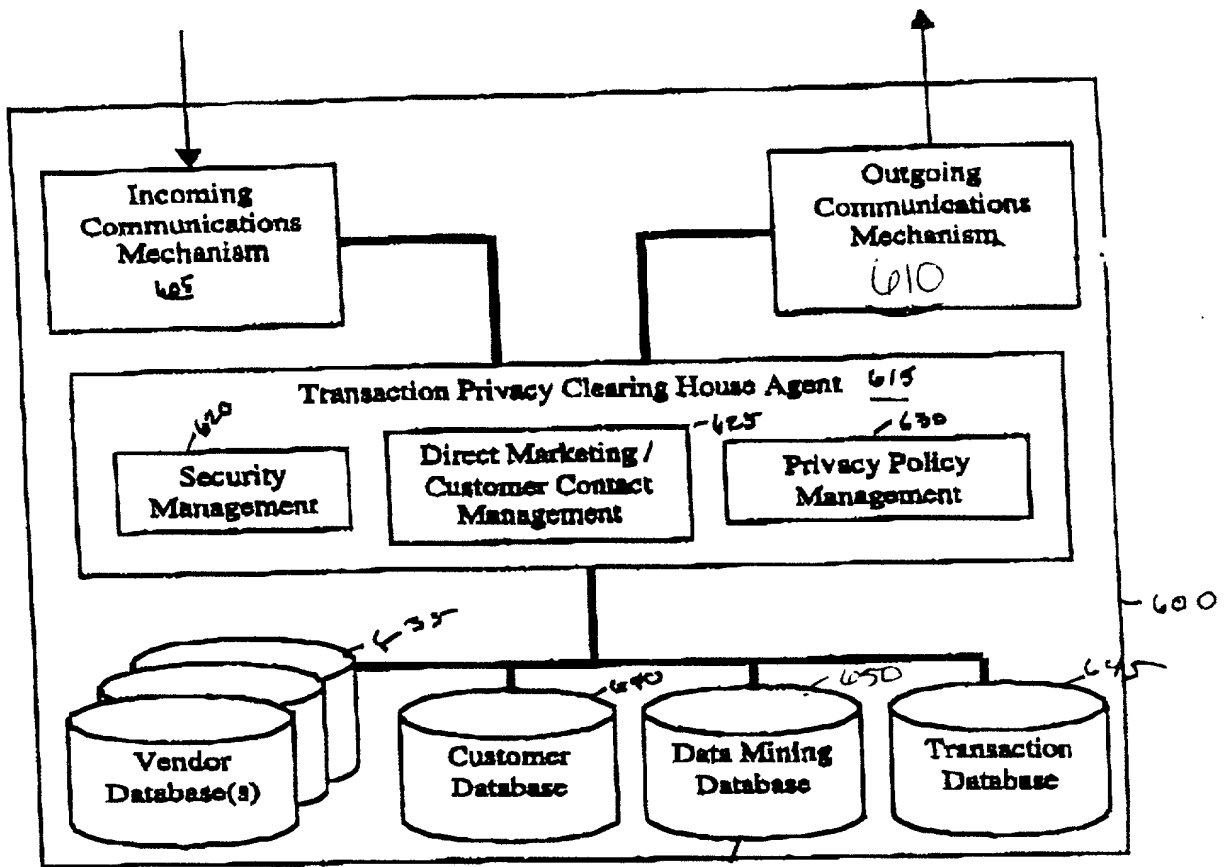 Incoming
Communications
Mechanism
605
Outgoing
Communications
Mechanism
610
Transaction Privacy Clearing House Agent 615
620
Security
Management
625
Direct Marketing /
Customer Contact
Management
630
Privacy Policy
Management
600
635
Vendor
Database(s)
640
Customer
Database
650
Data Mining
Database
645
Transaction
Database